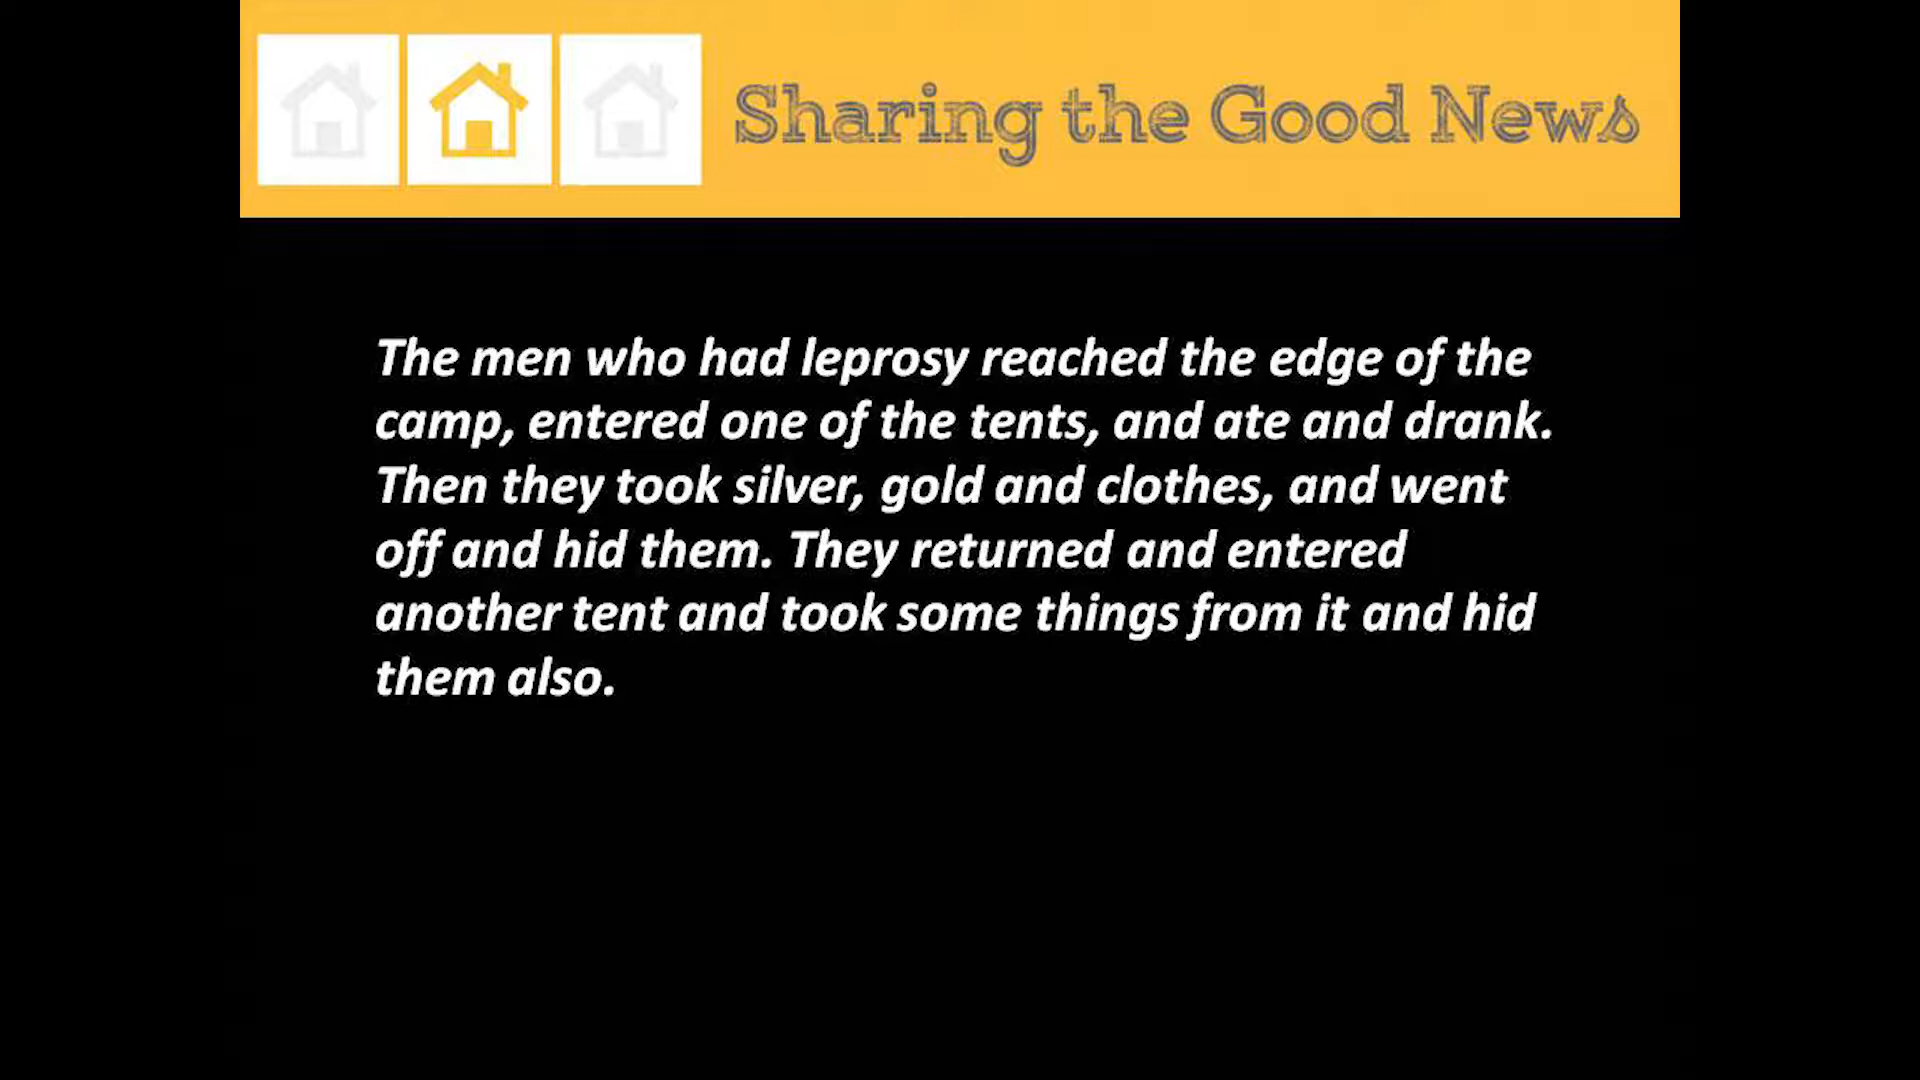 Sharing the Good News
The men who had leprosy reached the edge of the
camp, entered one of the tents, and ate and drank.
Then they took silver, gold and clothes, and went
off and hid them. They returned and entered
another tent and took some things from it and hid
them also.